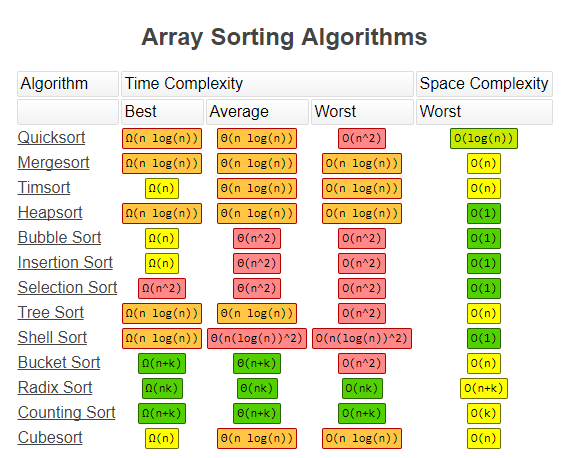 Array Sorting Algorithms
Algorithm Time Complexity Space Complexity
Best Average Worst Worst
Quicksort Ω(n log(n)) Θ(n log(n)) O(n^2) O(log(n))
Mergesort Ω(n log(n)) Θ(n log(n)) O(n log(n)) O(n)
Timsort Ω(n) Θ(n log(n)) O(n log(n)) O(n)
Heapsort Ω(n log(n)) Θ(n log(n)) O(n log(n)) O(1)
Bubble Sort Ω(n) Θ(n^2) O(n^2) O(1)
Insertion Sort Ω(n) Θ(n^2) O(n^2) O(1)
Selection Sort Ω(n^2) Θ(n^2) O(n^2) O(1)
Tree Sort Ω(n log(n)) Θ(n log(n)) O(n^2) O(n)
Shell Sort Ω(n log(n)) Θ(n(log(n))^2) O(n(log(n))^2) O(1)
Bucket Sort Ω(n+k) Θ(n+k) O(n^2) O(n)
Radix Sort Ω(nk) Θ(nk) O(nk) O(n+k)
Counting Sort Ω(n+k) Θ(n+k) O(n+k) O(k)
Cubesort Ω(n) Θ(n log(n)) O(n log(n)) O(n)